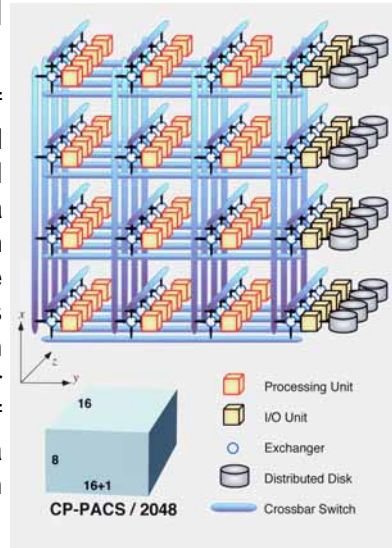 x
z
y
16
8
16+1
CP-PACS / 2048
Processing Unit
I/O Unit
Exchanger
Distributed Disk
Crossbar Switch